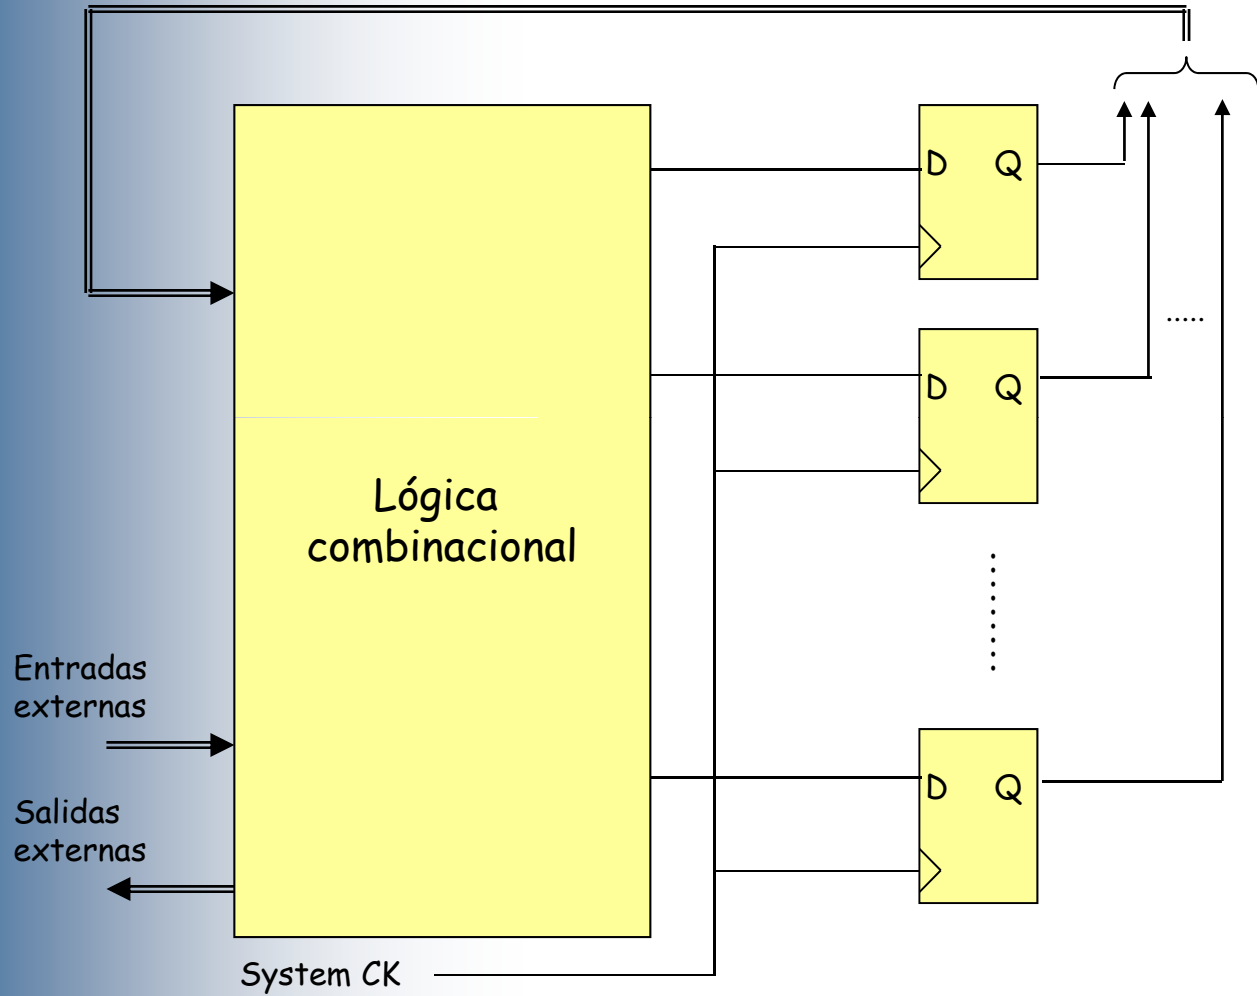 D Q
.....
D Q
Lógica
combinacional
Entradas
externas
D Q
Salidas
externas
System CK